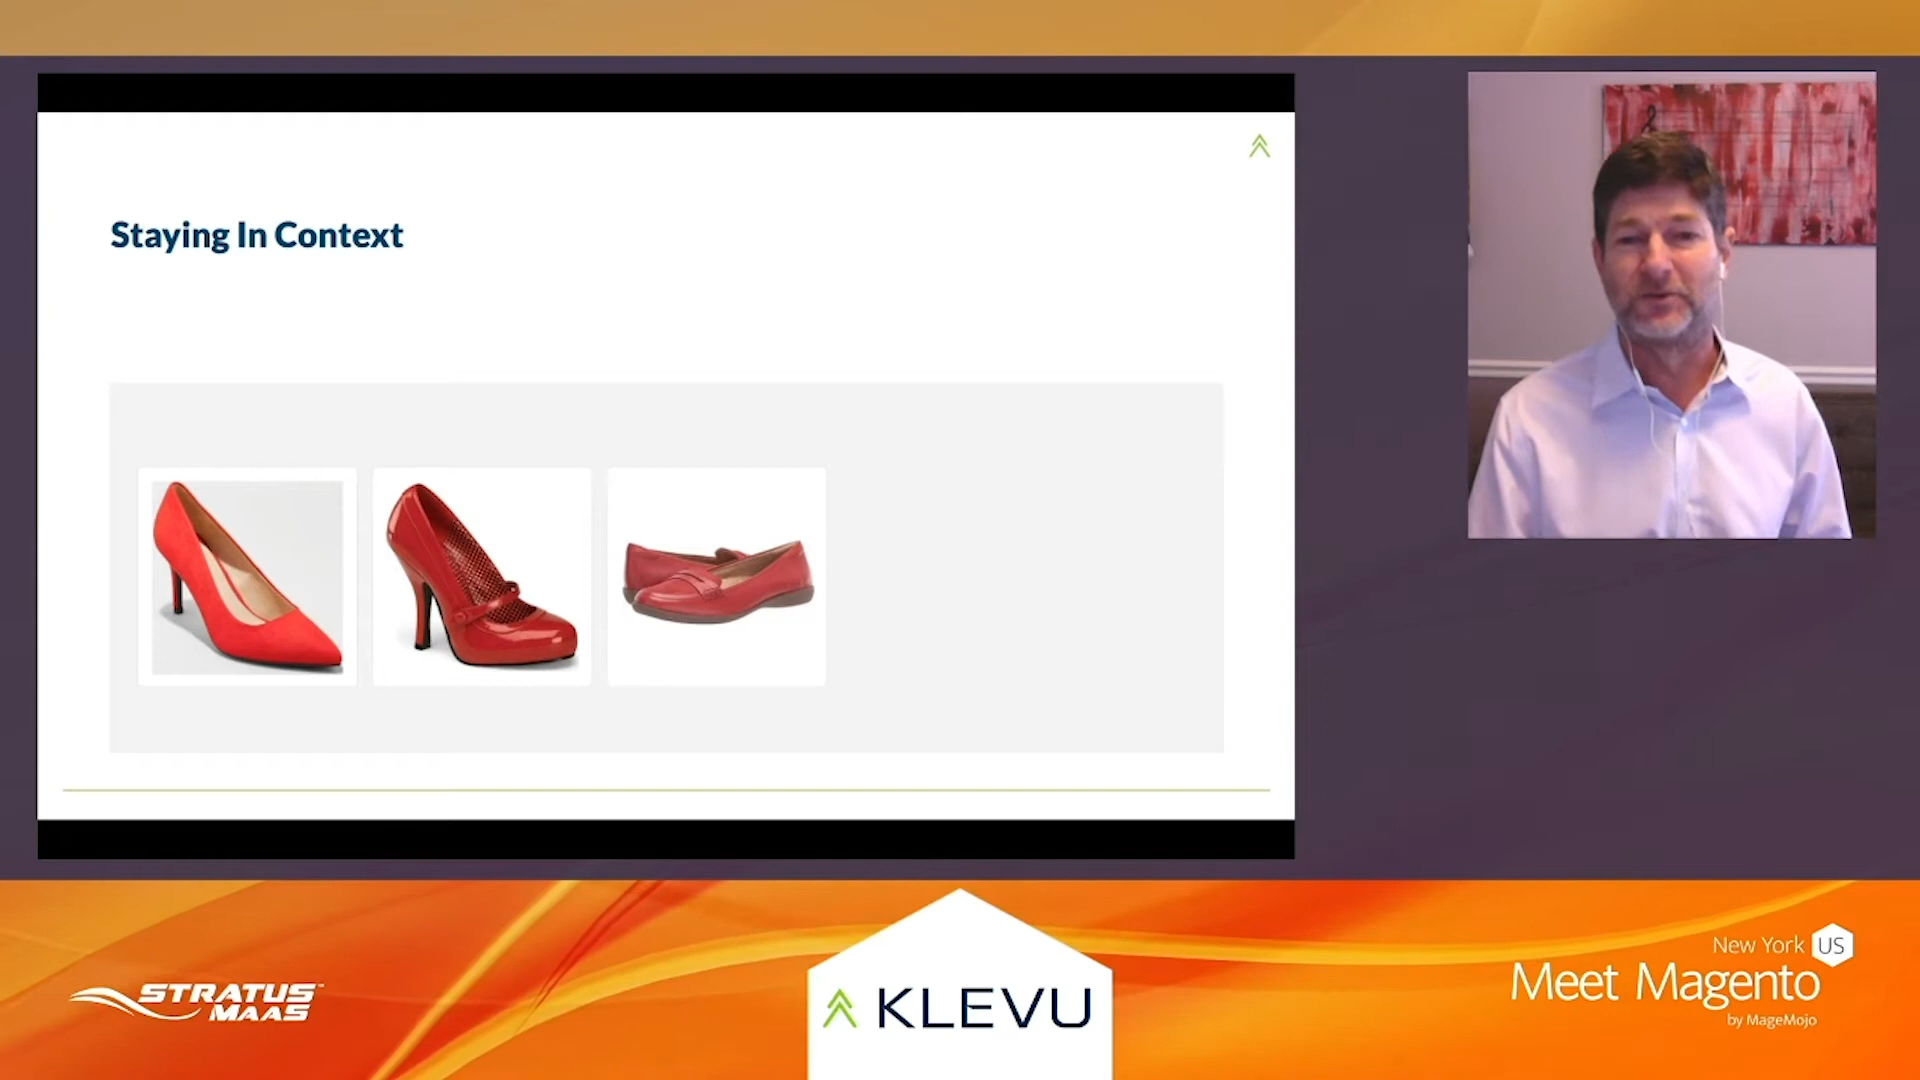 Staying In Context
STRATUS
MAAS
KLEVU
New York US
Meet Magento
by MageMojo